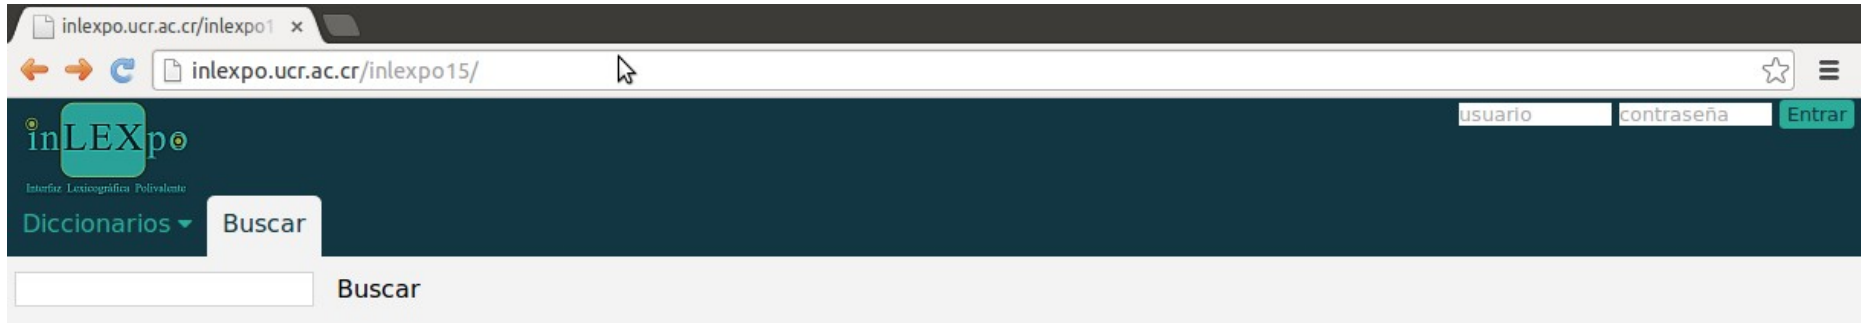 inlexpo.ucr.ac.cr/inlexpo1
inlexpo.ucr.ac.cr/inlexpo15/
usuario contraseña Entrar
inLEXpo
Interfaz Lexicográfica Polivalente
Diccionarios Buscar
Buscar